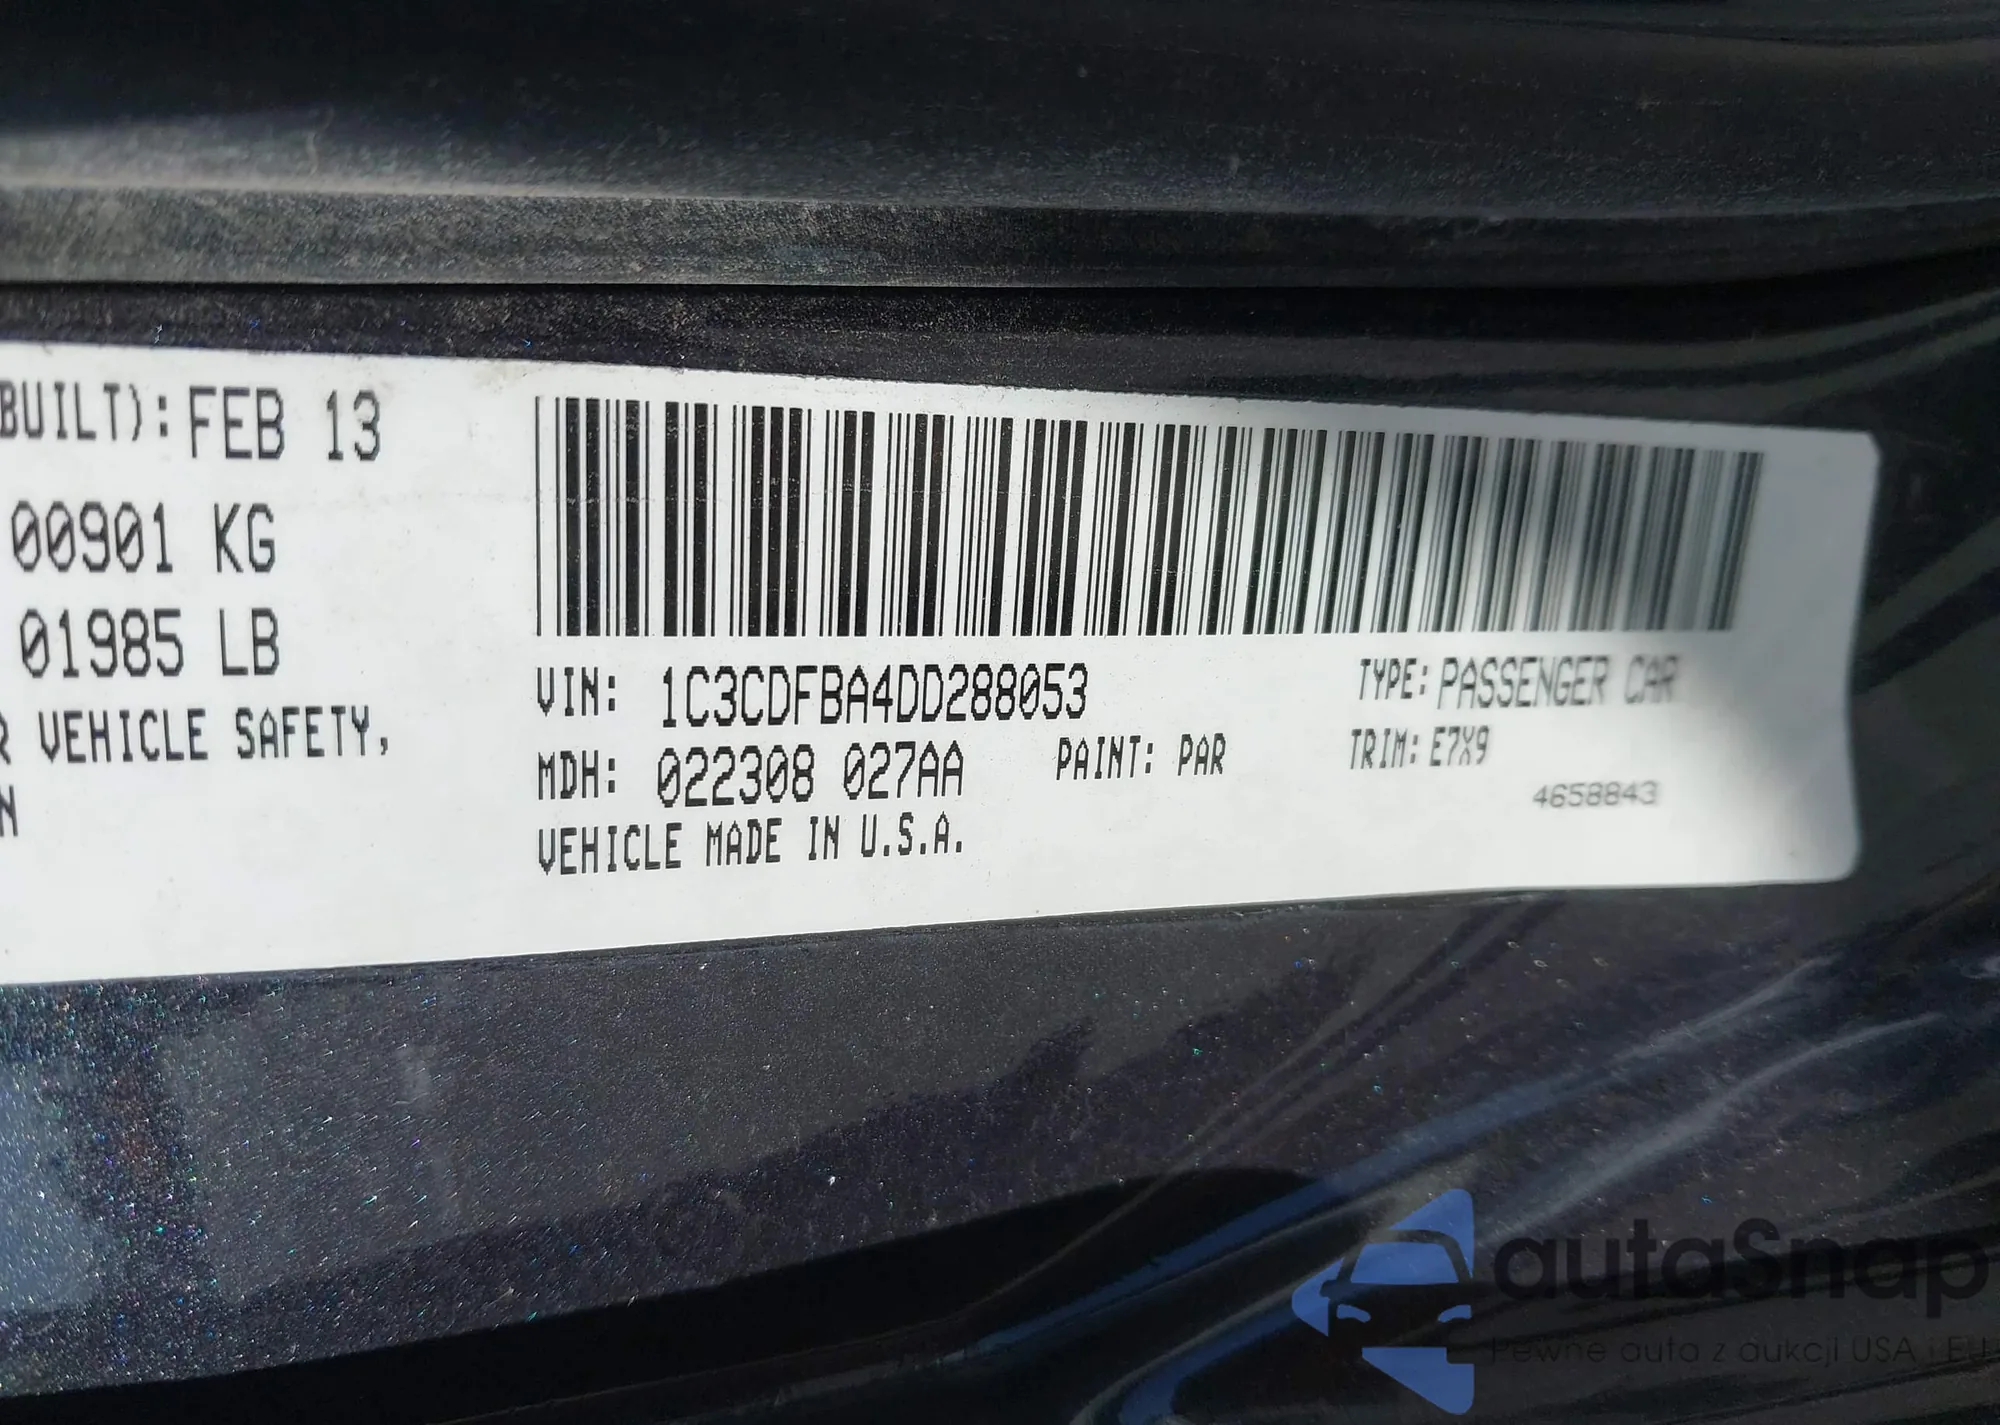 BUILT): FEB 13
00901 KG
01985 LB
R VEHICLE SAFETY,
N
VIN: 1C3CDFBA4DD288053
TYPE: PASSENGER CAR
MDH: 022308 027AA
PAINT: PAR
TRIM: E7X9
4658843
VEHICLE MADE IN U.S.A.
autaSnap
Pewne auta z aukcji USA i EU